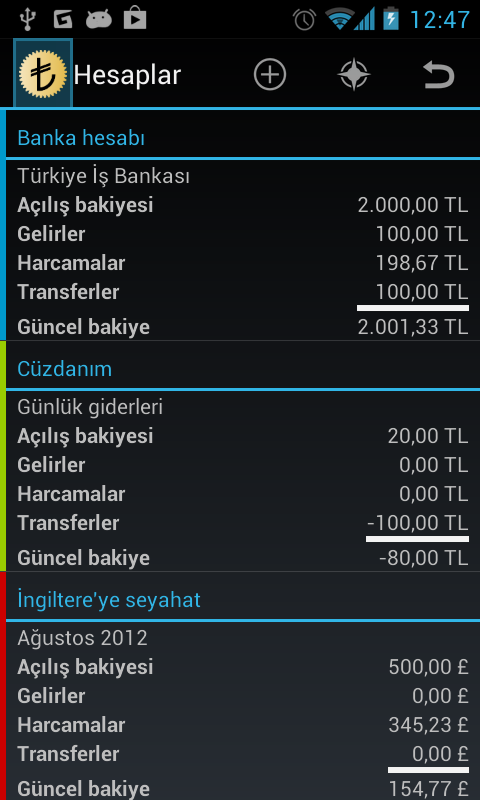 12:47
Hesaplar
Banka hesabı
Türkiye İş Bankası
Açılış bakiyesi 2.000,00 TL
Gelirler 100,00 TL
Harcamalar 198,67 TL
Transferler 100,00 TL
Güncel bakiye 2.001,33 TL
Cüzdanım
Günlük giderleri
Açılış bakiyesi 20,00 TL
Gelirler 0,00 TL
Harcamalar 0,00 TL
Transferler -100,00 TL
Güncel bakiye -80,00 TL
İngiltere'ye seyahat
Ağustos 2012
Açılış bakiyesi 500,00 £
Gelirler 0,00 £
Harcamalar 345,23 £
Transferler 0,00 £
Güncel bakiye 154,77 £